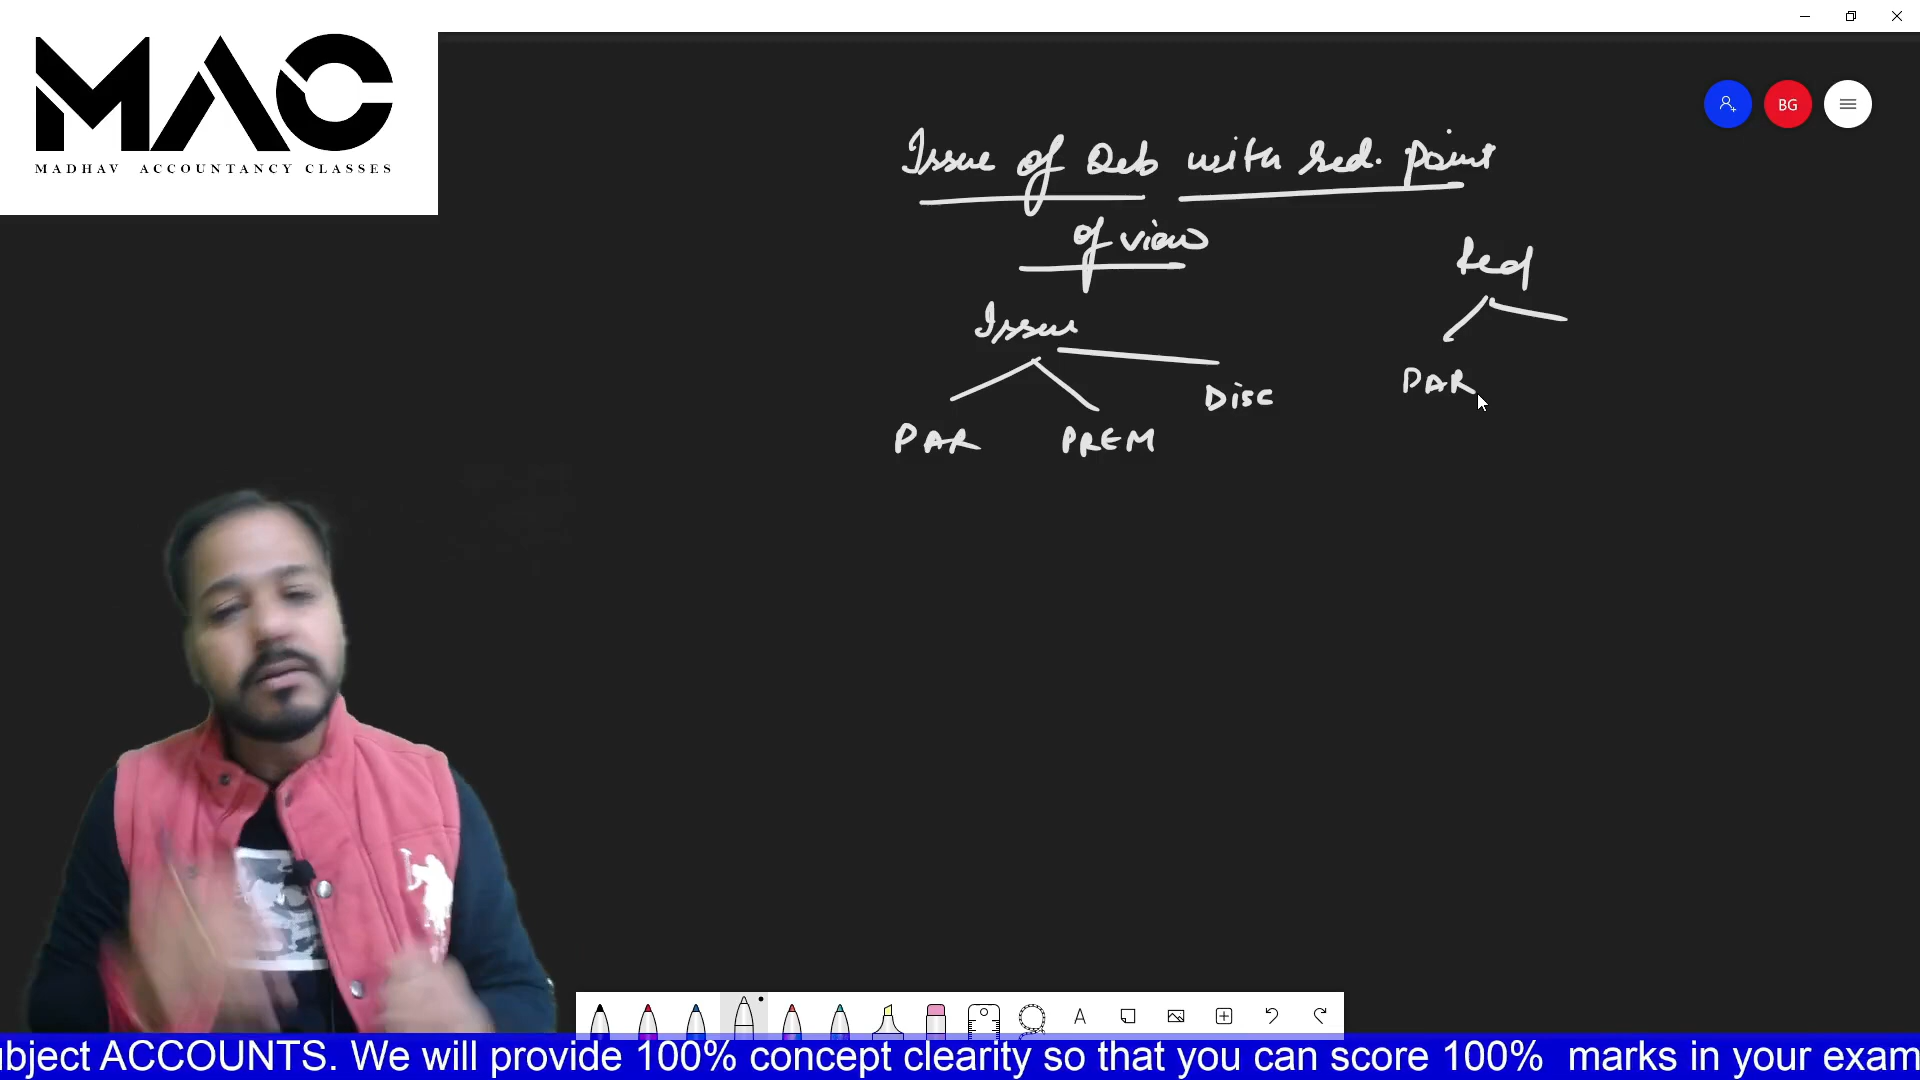 MAC
MADHAV ACCOUNTANCY CLASSES
BG
Issue of Deb with Red. point
of view
Red
Issue
PAR
Disc
PAR PREM
A
ubject ACCOUNTS. We will provide 100% concept clearity so that you can score 100% marks in your exam